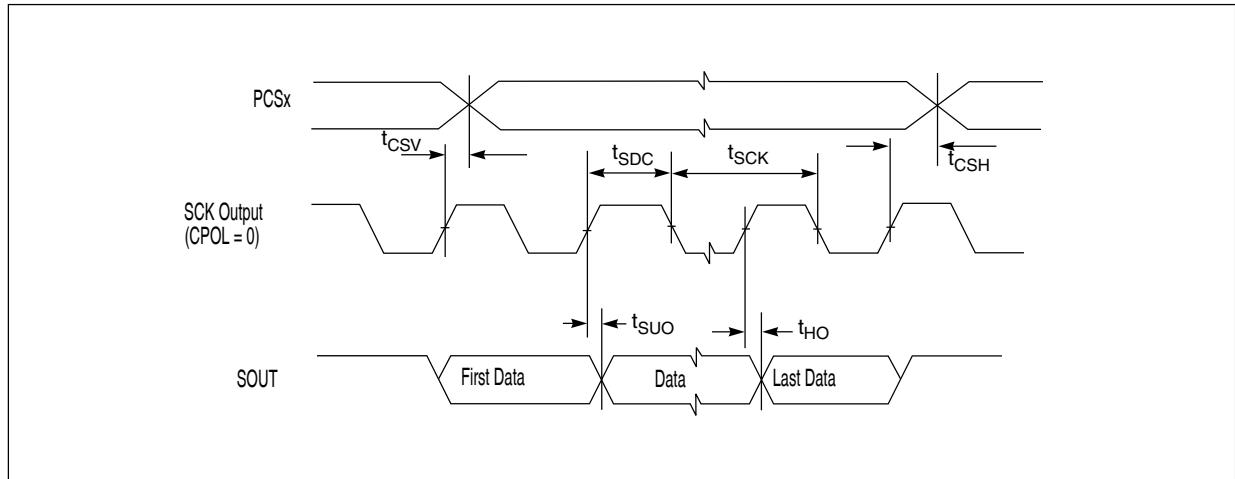 PCSx
tCSV
tSDC
tSCK
tCSH
SCK Output
(CPOL = 0)
tSUO
tHO
SOUT
First Data
Data
Last Data